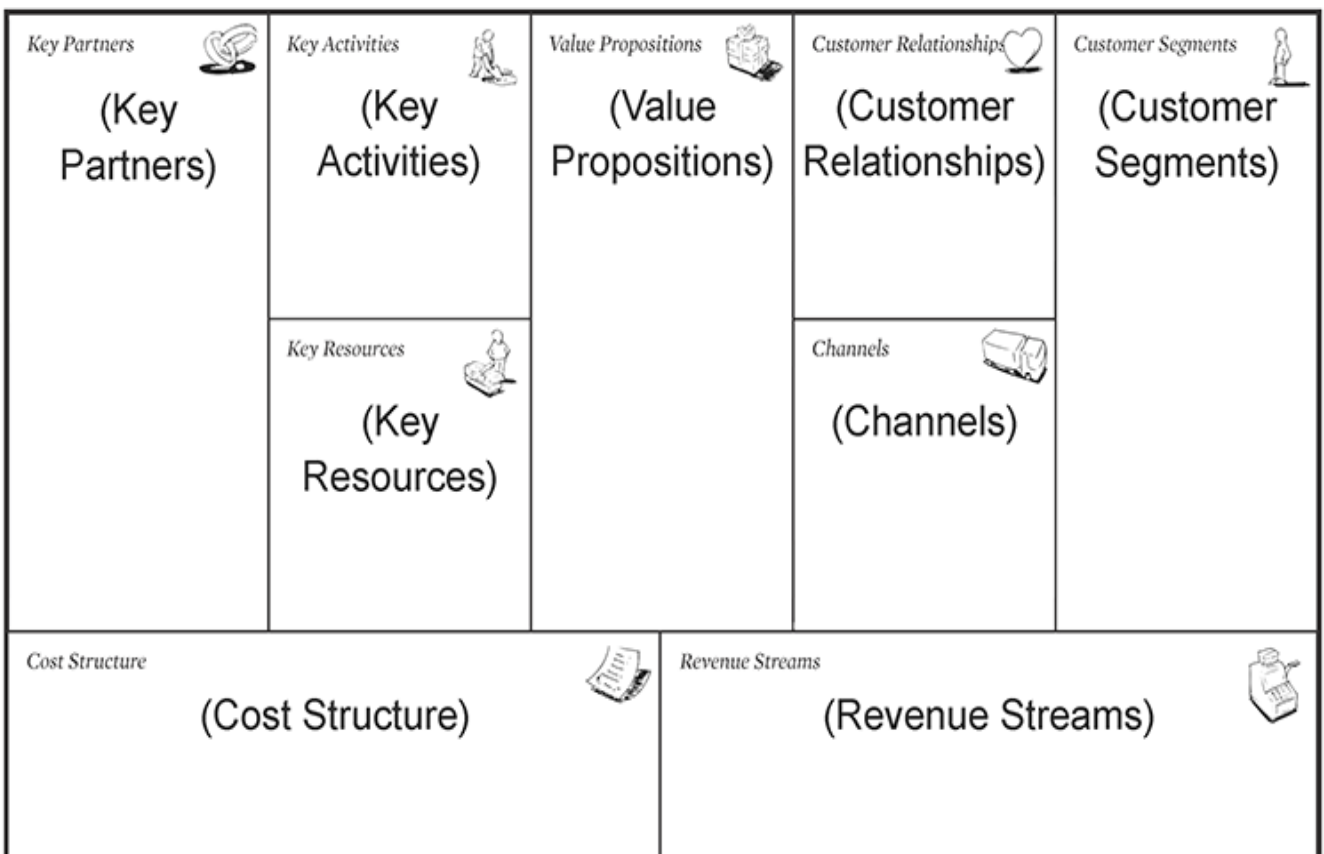 Key Partners
(Key
Partners)
Key Activities
(Key
Activities)
Key Resources
(Key
Resources)
Value Propositions
(Value
Propositions)
Customer Relationships
(Customer
Relationships)
Channels
(Channels)
Customer Segments
(Customer
Segments)
Cost Structure
(Cost Structure)
Revenue Streams
(Revenue Streams)